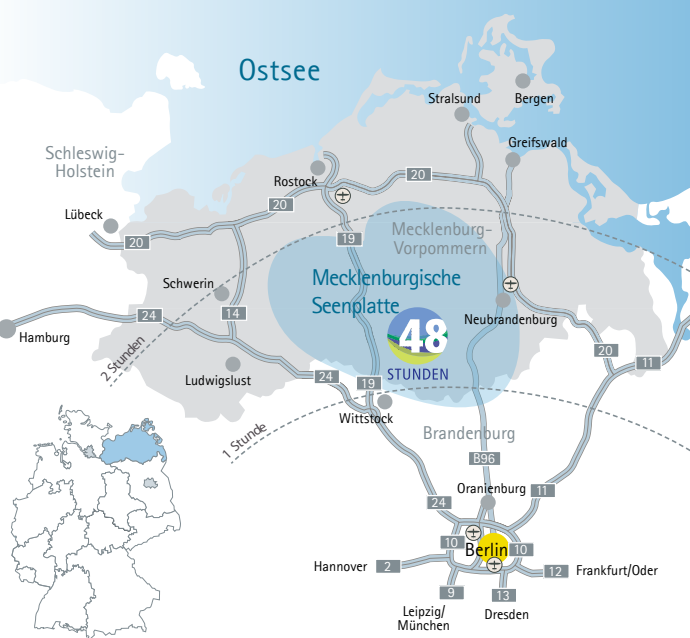 Ostsee
Stralsund
Bergen
Greifswald
Schleswig-
Holstein
Rostock
20
20
Lübeck
20
19
Mecklenburg-
Vorpommern
Mecklenburgische
Seenplatte
Schwerin
14
24
Hamburg
2 Stunden
48
STUNDEN
Neubrandenburg
20
11
Ludwigslust
24
19
Wittstock
1 Stunde
Brandenburg
B96
Oranienburg
24
11
10
Berlin
10
Hannover
2
12
Frankfurt/Oder
9
13
Leipzig/
München
Dresden